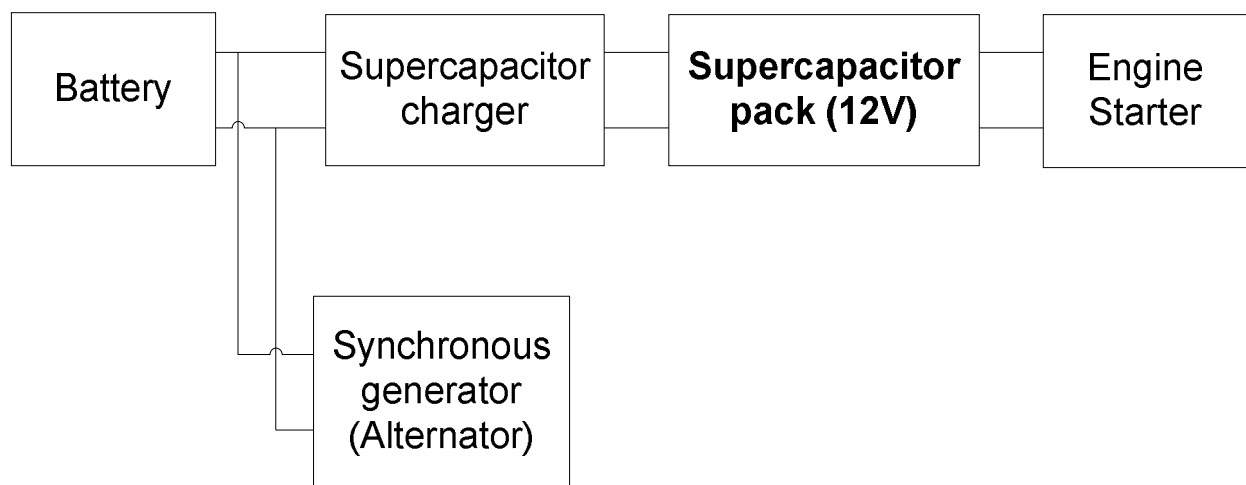 Battery
Supercapacitor
charger
Supercapacitor
pack (12V)
Engine
Starter
Synchronous
generator
(Alternator)